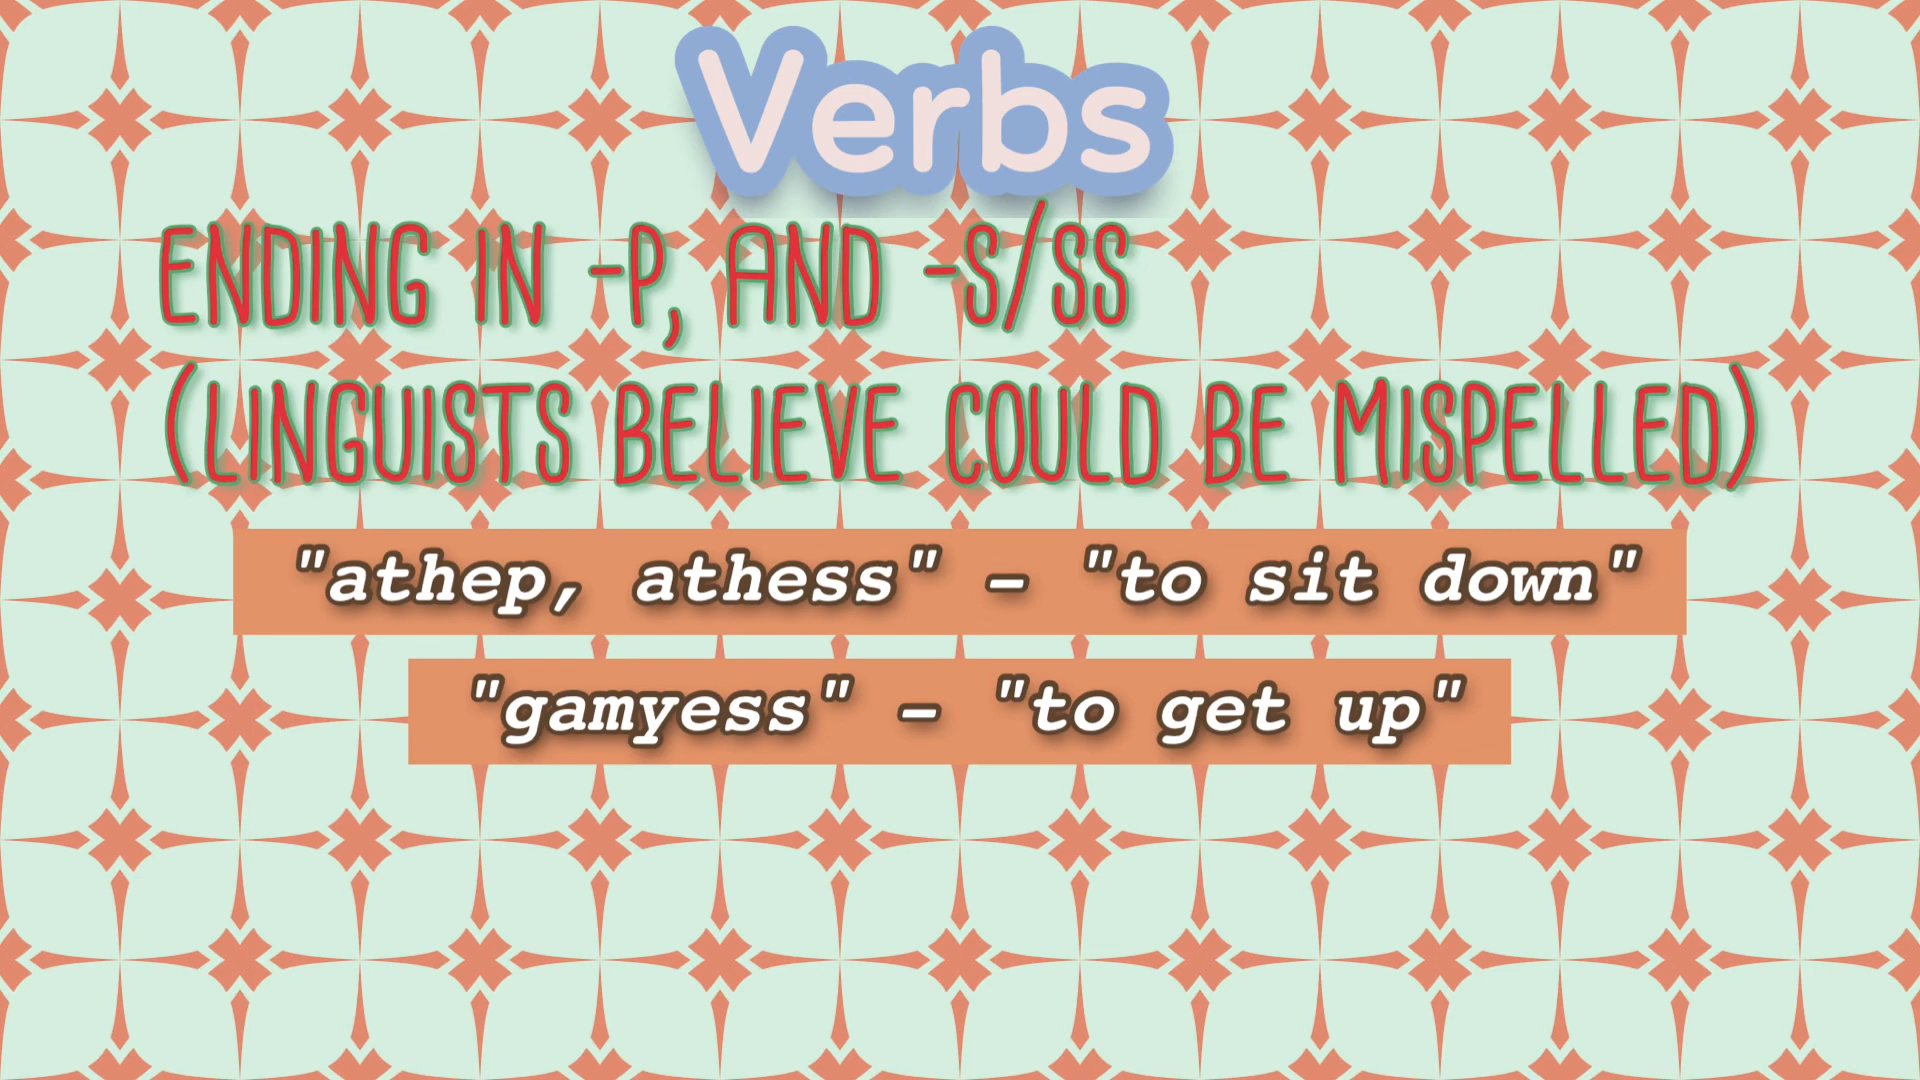 Verbs
ENDING IN -P, AND -S/SS
(LINGUISTS BELIEVE COULD BE MISPELLED)
"athep, athess" – "to sit down"
"gamyess" – "to get up"